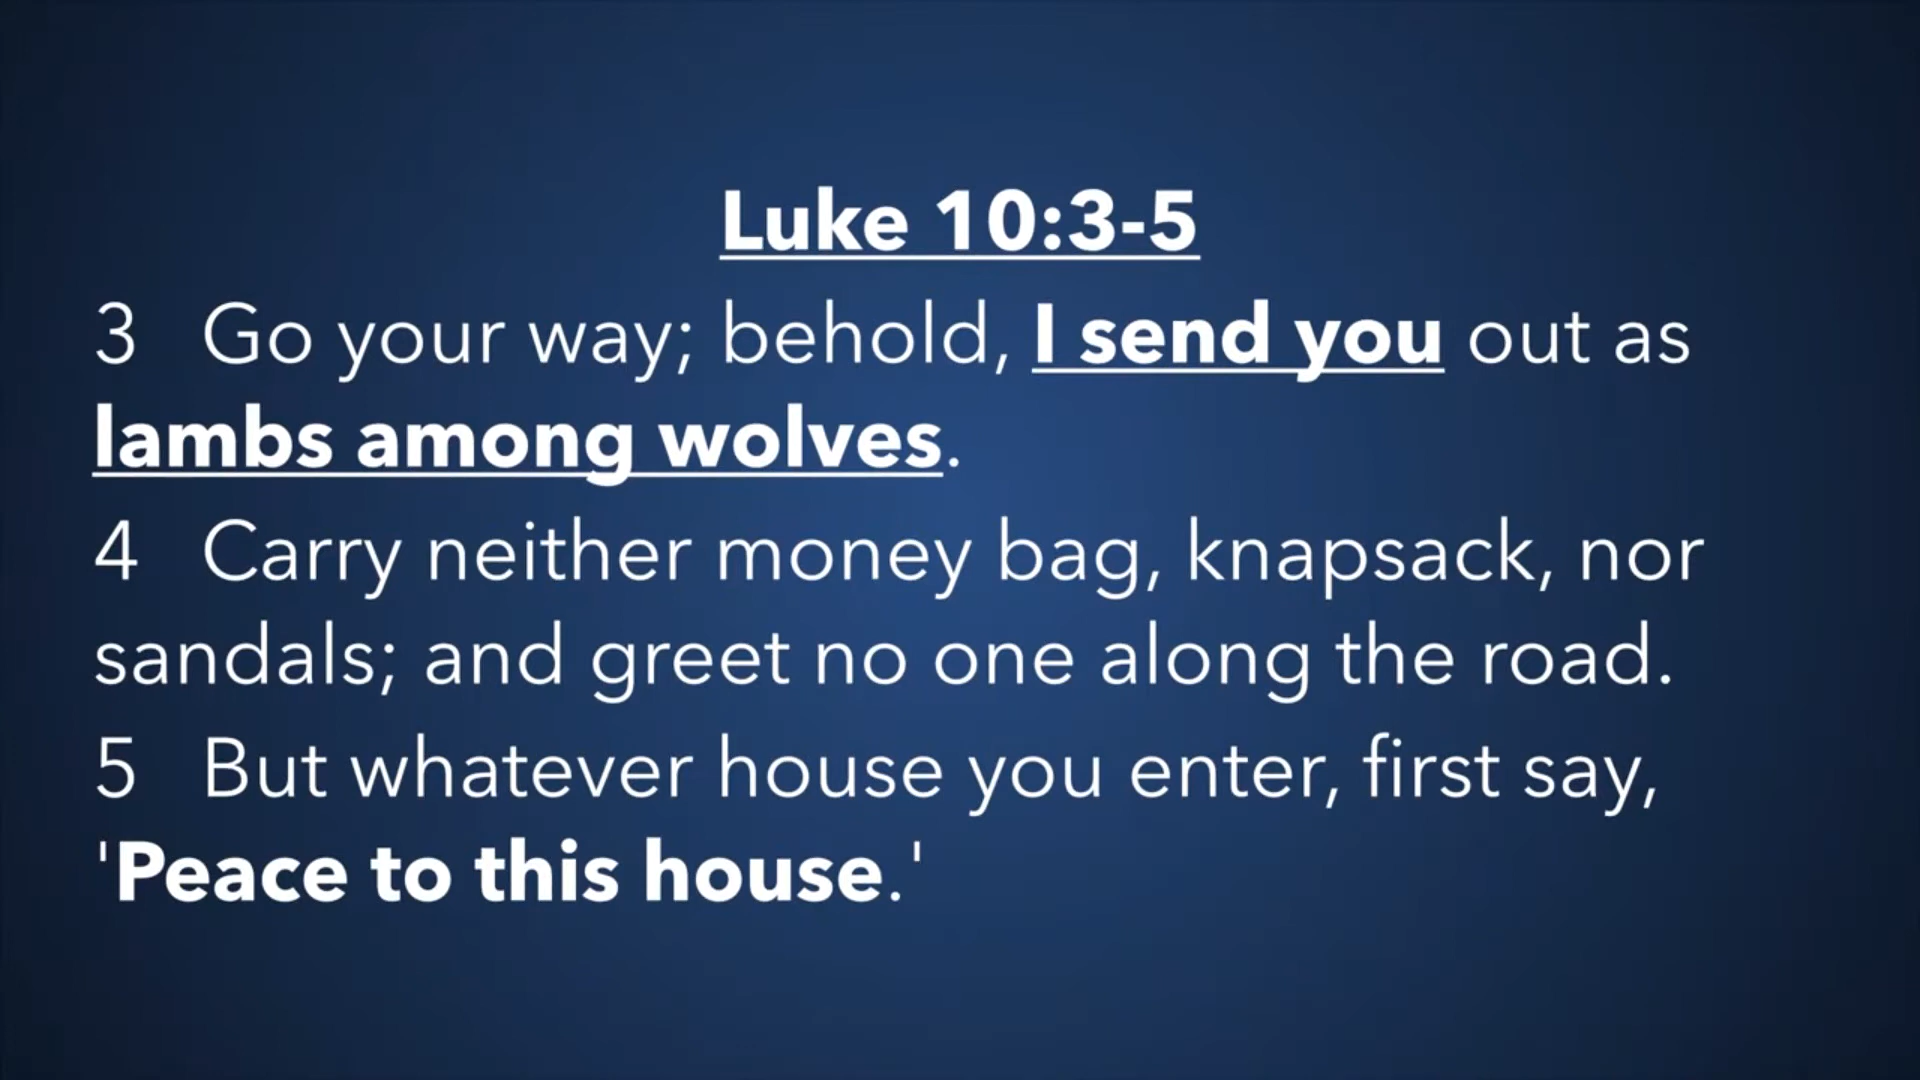 Luke 10:3-5
3 Go your way; behold, I send you out as
lambs among wolves.
4 Carry neither money bag, knapsack, nor
sandals; and greet no one along the road.
5 But whatever house you enter, first say,
'Peace to this house.'